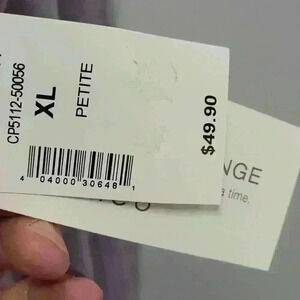 CP5112-50056
XL
PETITE
$49.90
4 04000 30648 1
NGE
time.